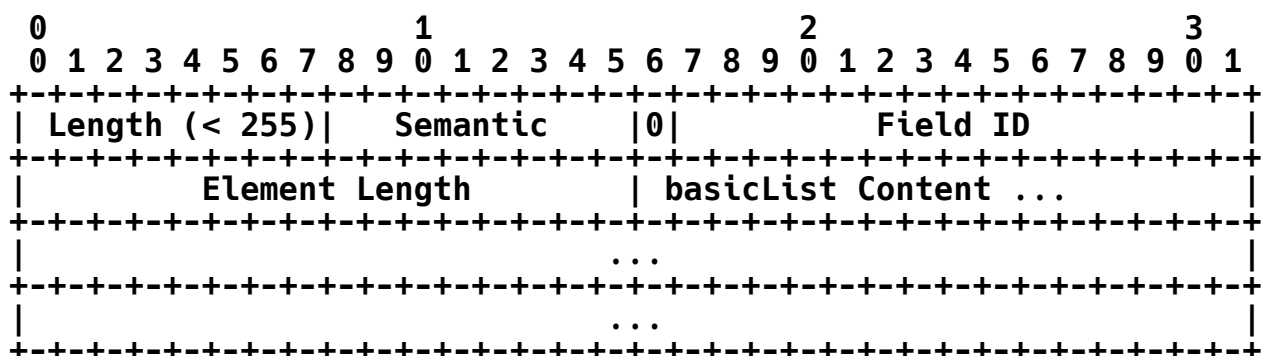 0                   1                   2                   3
 0 1 2 3 4 5 6 7 8 9 0 1 2 3 4 5 6 7 8 9 0 1 2 3 4 5 6 7 8 9 0 1
+-+-+-+-+-+-+-+-+-+-+-+-+-+-+-+-+-+-+-+-+-+-+-+-+-+-+-+-+-+-+-+-+
| Length (< 255)|   Semantic    |0|          Field ID           |
+-+-+-+-+-+-+-+-+-+-+-+-+-+-+-+-+-+-+-+-+-+-+-+-+-+-+-+-+-+-+-+-+
|         Element Length        | basicList Content ...         |
+-+-+-+-+-+-+-+-+-+-+-+-+-+-+-+-+-+-+-+-+-+-+-+-+-+-+-+-+-+-+-+-+
|                              ...                              |
+-+-+-+-+-+-+-+-+-+-+-+-+-+-+-+-+-+-+-+-+-+-+-+-+-+-+-+-+-+-+-+-+
|                              ...                              |
+-+-+-+-+-+-+-+-+-+-+-+-+-+-+-+-+-+-+-+-+-+-+-+-+-+-+-+-+-+-+-+-+